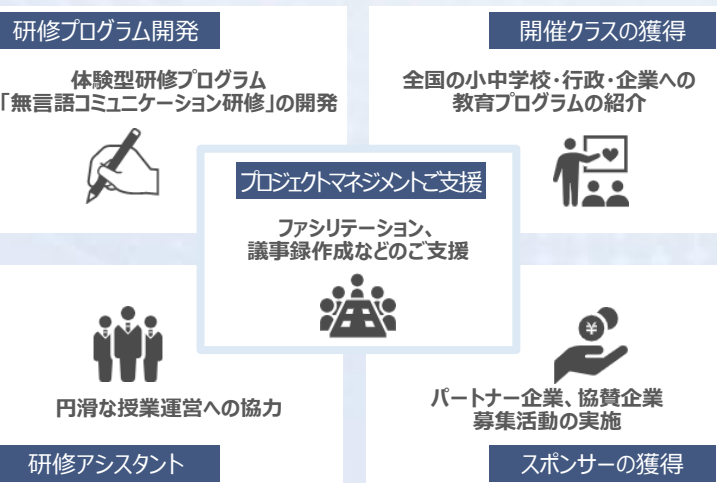 研修プログラム開発
体験型研修プログラム
「無言語コミュニケーション研修」の開発
開催クラスの獲得
全国の小中学校・行政・企業への
教育プログラムの紹介
プロジェクトマネジメントご支援
ファシリテーション、
議事録作成などのご支援
円滑な授業運営への協力
研修アシスタント
¥
パートナー企業、協賛企業
募集活動の実施
スポンサーの獲得